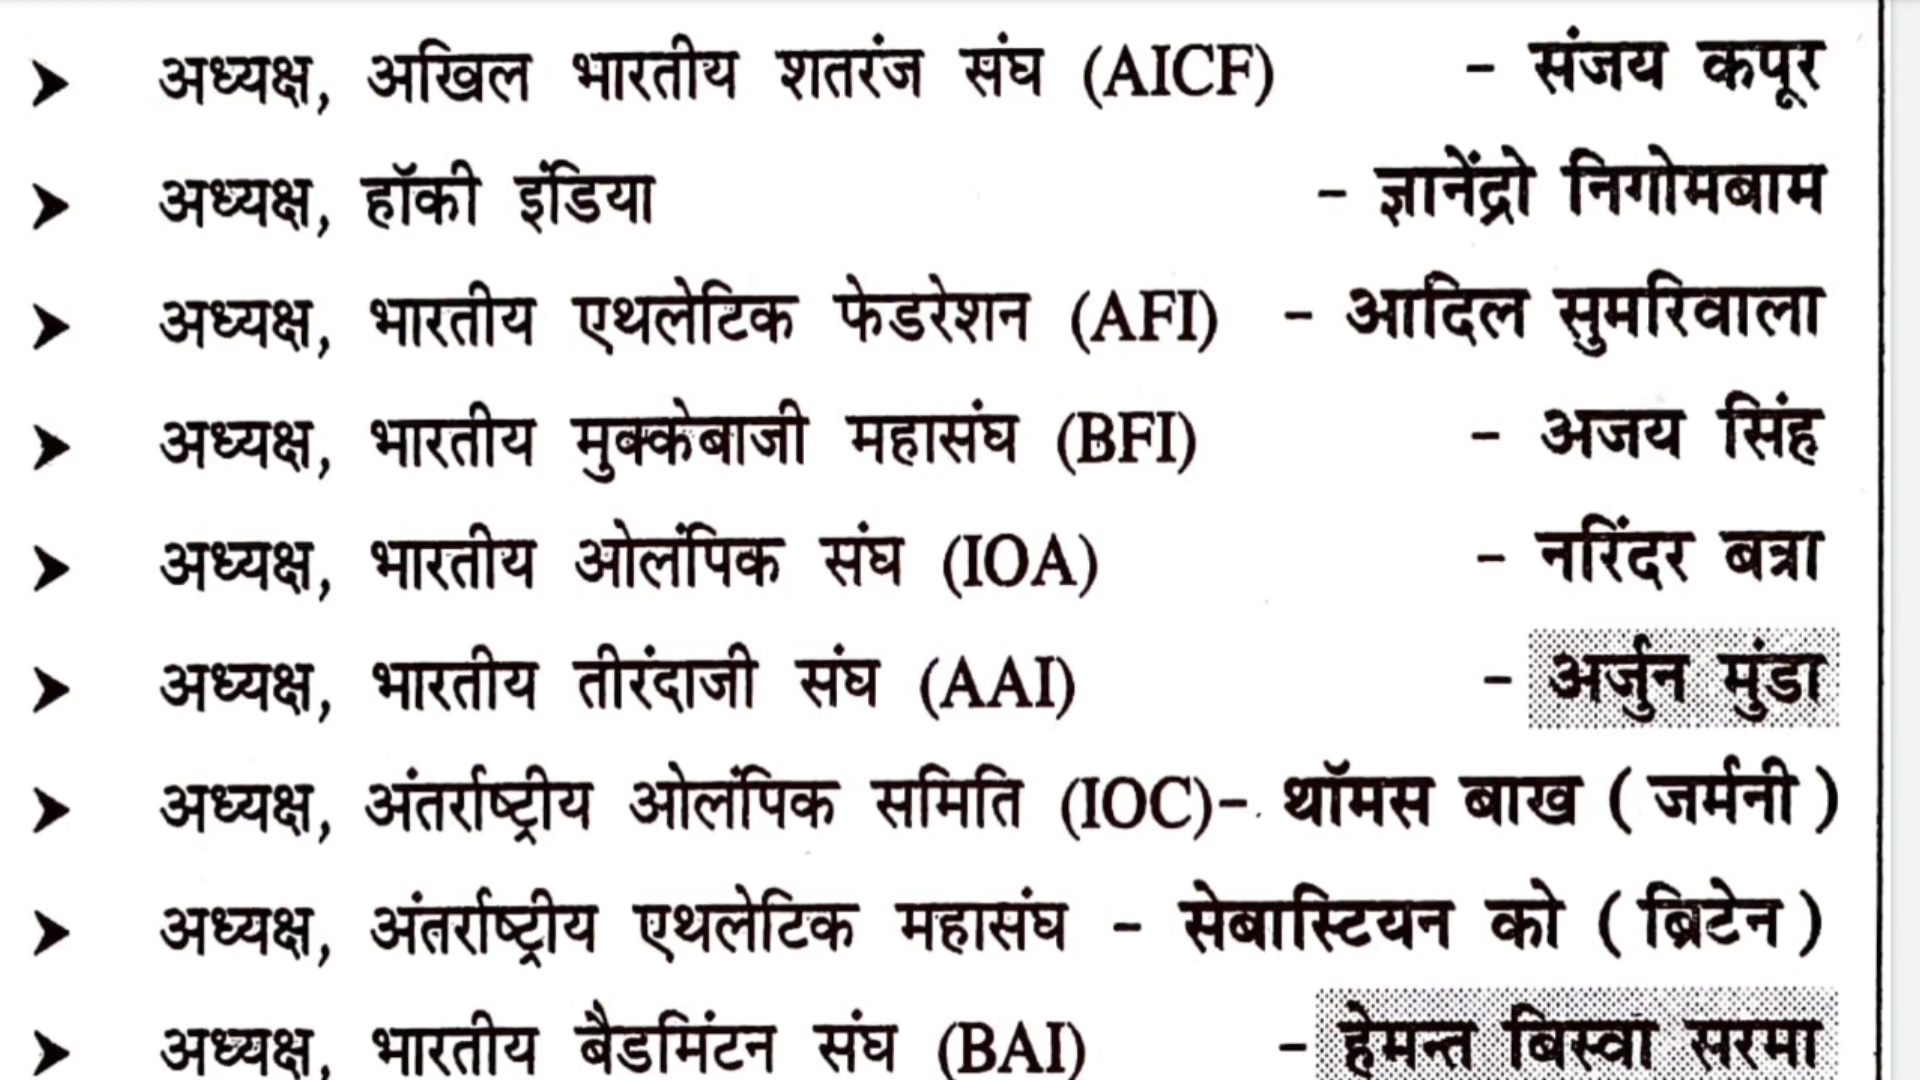 ➤ अध्यक्ष, अखिल भारतीय शतरंज संघ (AICF) - संजय कपूर
➤ अध्यक्ष, हॉकी इंडिया - ज्ञानेंद्रो निगोमबाम
➤ अध्यक्ष, भारतीय एथलेटिक फेडरेशन (AFI) - आदिल सुमरिवाला
➤ अध्यक्ष, भारतीय मुक्केबाजी महासंघ (BFI) - अजय सिंह
➤ अध्यक्ष, भारतीय ओलंपिक संघ (IOA) - नरिंदर बत्रा
➤ अध्यक्ष, भारतीय तीरंदाजी संघ (AAI) - अर्जुन मुंडा
➤ अध्यक्ष, अंतर्राष्ट्रीय ओलंपिक समिति (IOC)- थॉमस बाख ( जर्मनी )
➤ अध्यक्ष, अंतर्राष्ट्रीय एथलेटिक महासंघ - सेबास्टियन को ( ब्रिटेन )
➤ अध्यक्ष, भारतीय बैडमिंटन संघ (BAI) - हेमन्त बिस्वा सरमा